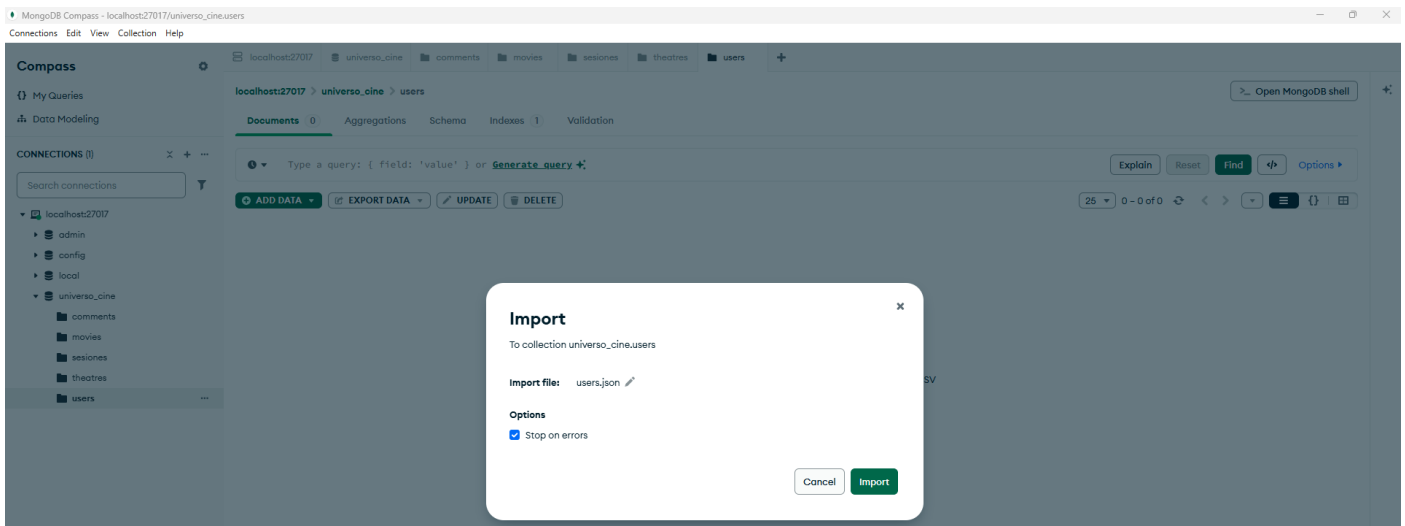 MongoDB Compass - localhost:27017/universo_cine.users
Connections Edit View Collection Help
Compass
localhost:27017 universo_cine comments movies sesiones theatres users
My Queries
localhost:27017 > universo_cine > users
>_ Open MongoDB shell
Data Modeling
Documents 0 Aggregations Schema Indexes 1 Validation
CONNECTIONS (1)
Type a query: { field: 'value' } or Generate query
Explain Reset Find </> Options
Search connections
ADD DATA EXPORT DATA UPDATE DELETE
25 0 – 0 of 0 {}
localhost:27017
admin
config
local
universo_cine
comments
movies
sesiones
theatres
users
Import
To collection universo_cine.users
Import file: users.json
SV
Options
Stop on errors
Cancel Import